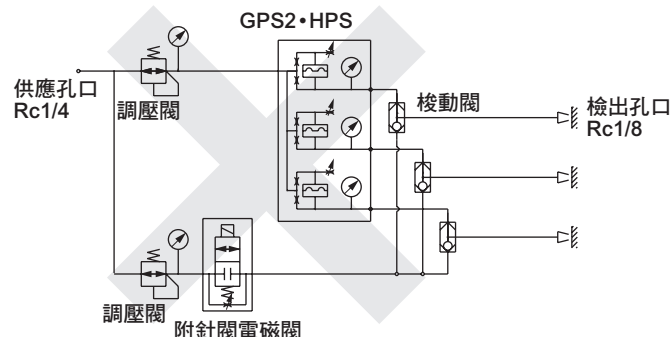 GPS2•HPS
供應孔口
Rc1/4
調壓閥
梭動閥
檢出孔口
Rc1/8
調壓閥
附針閥電磁閥